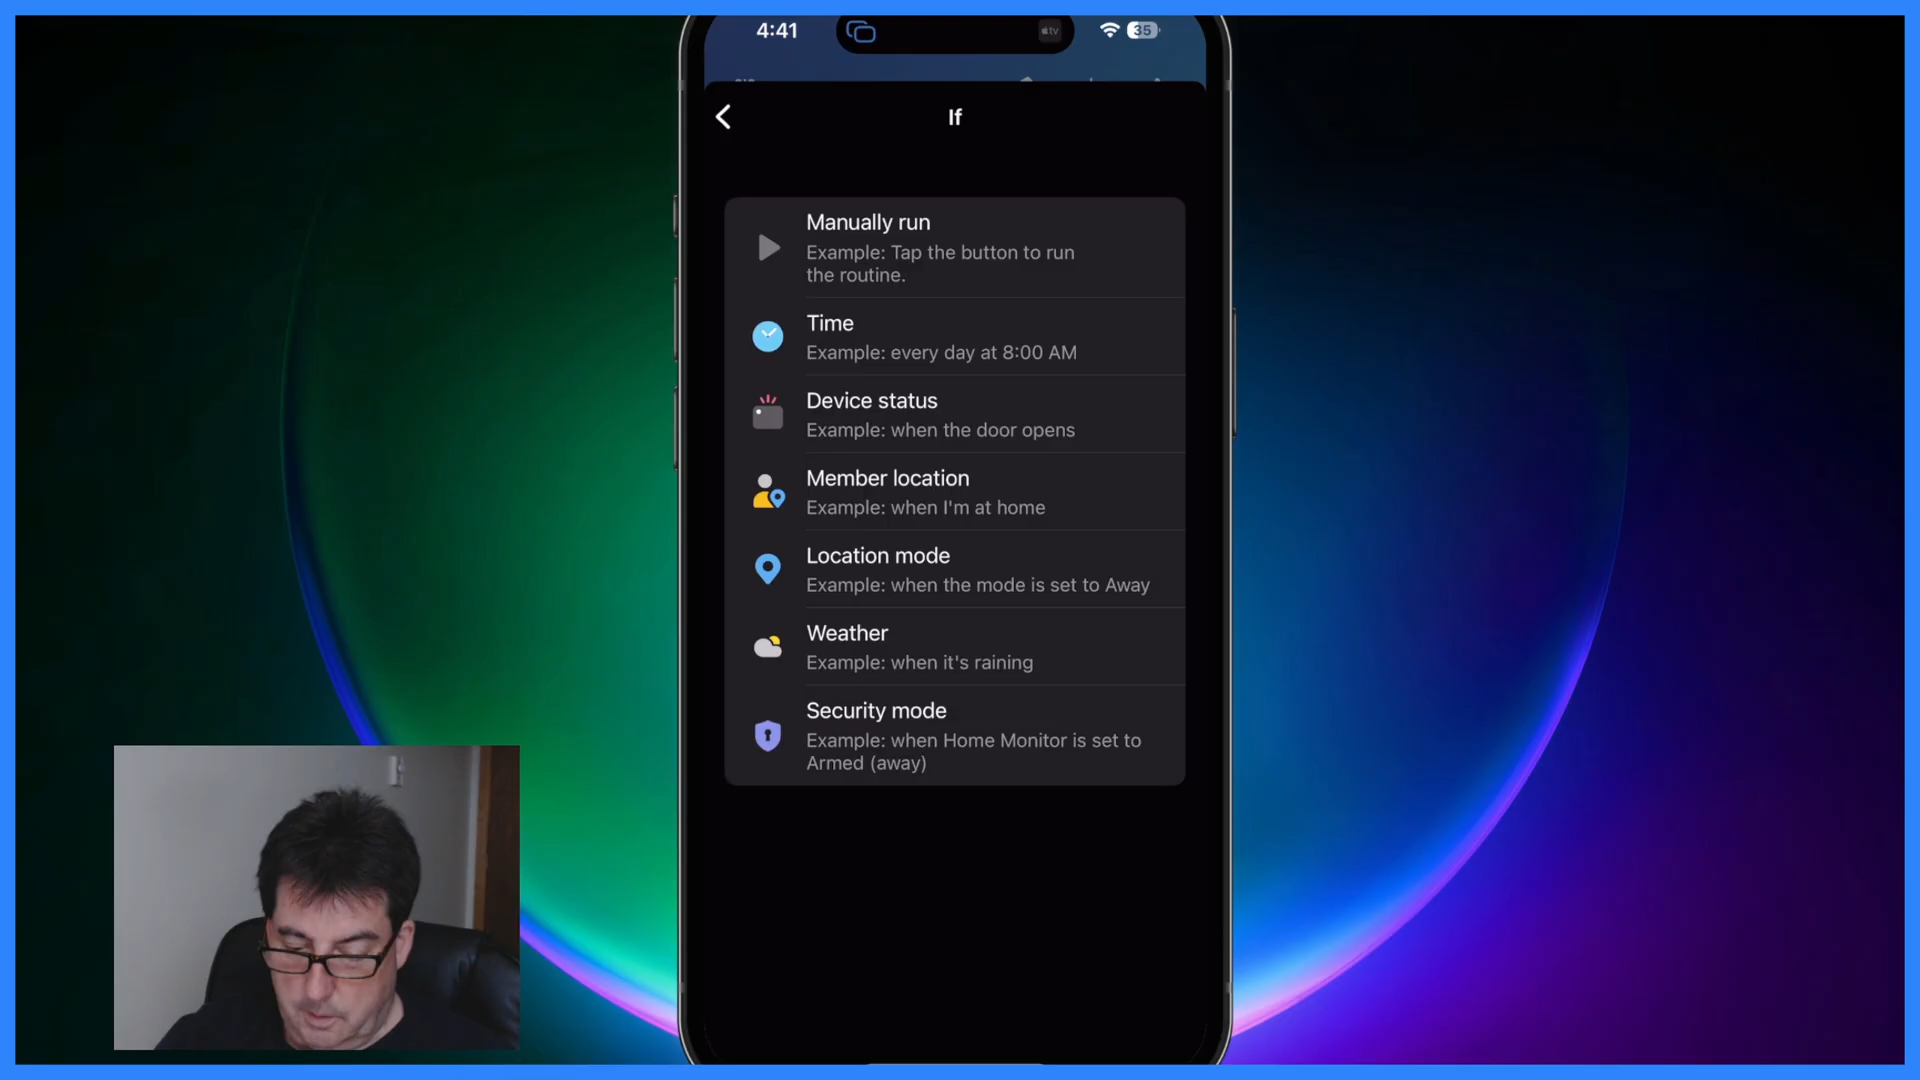 4:41
tv
35
If
Manually run
Example: Tap the button to run
the routine.
Time
Example: every day at 8:00 AM
Device status
Example: when the door opens
Member location
Example: when I'm at home
Location mode
Example: when the mode is set to Away
Weather
Example: when it's raining
Security mode
Example: when Home Monitor is set to
Armed (away)